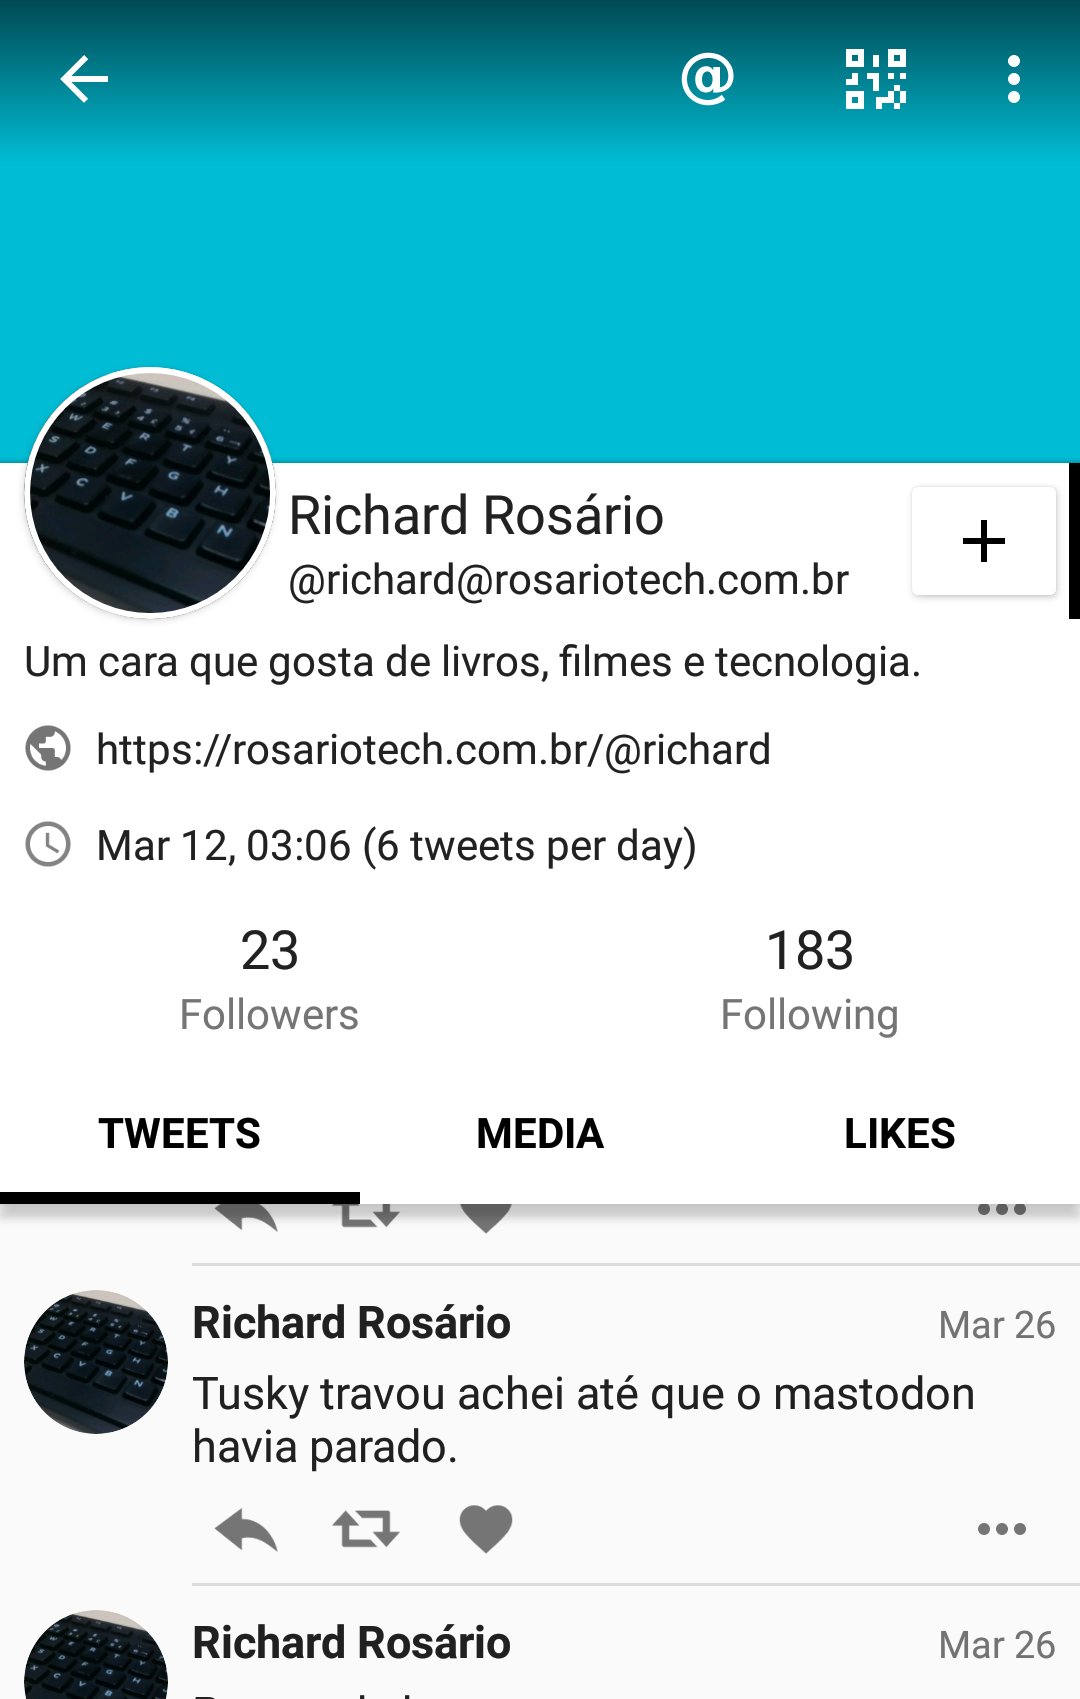 Richard Rosário
@richard@rosariotech.com.br
Um cara que gosta de livros, filmes e tecnologia.
https://rosariotech.com.br/@richard
Mar 12, 03:06 (6 tweets per day)
23 183
Followers Following
TWEETS MEDIA LIKES
Richard Rosário Mar 26
Tusky travou achei até que o mastodon
havia parado.
Richard Rosário Mar 26